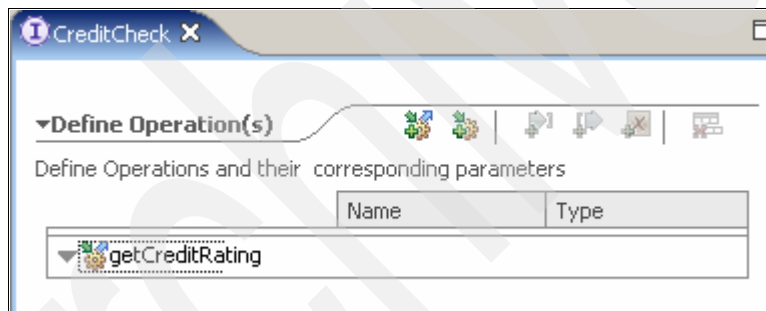 CreditCheck
Define Operation(s)
Define Operations and their corresponding parameters
Name Type
getCreditRating